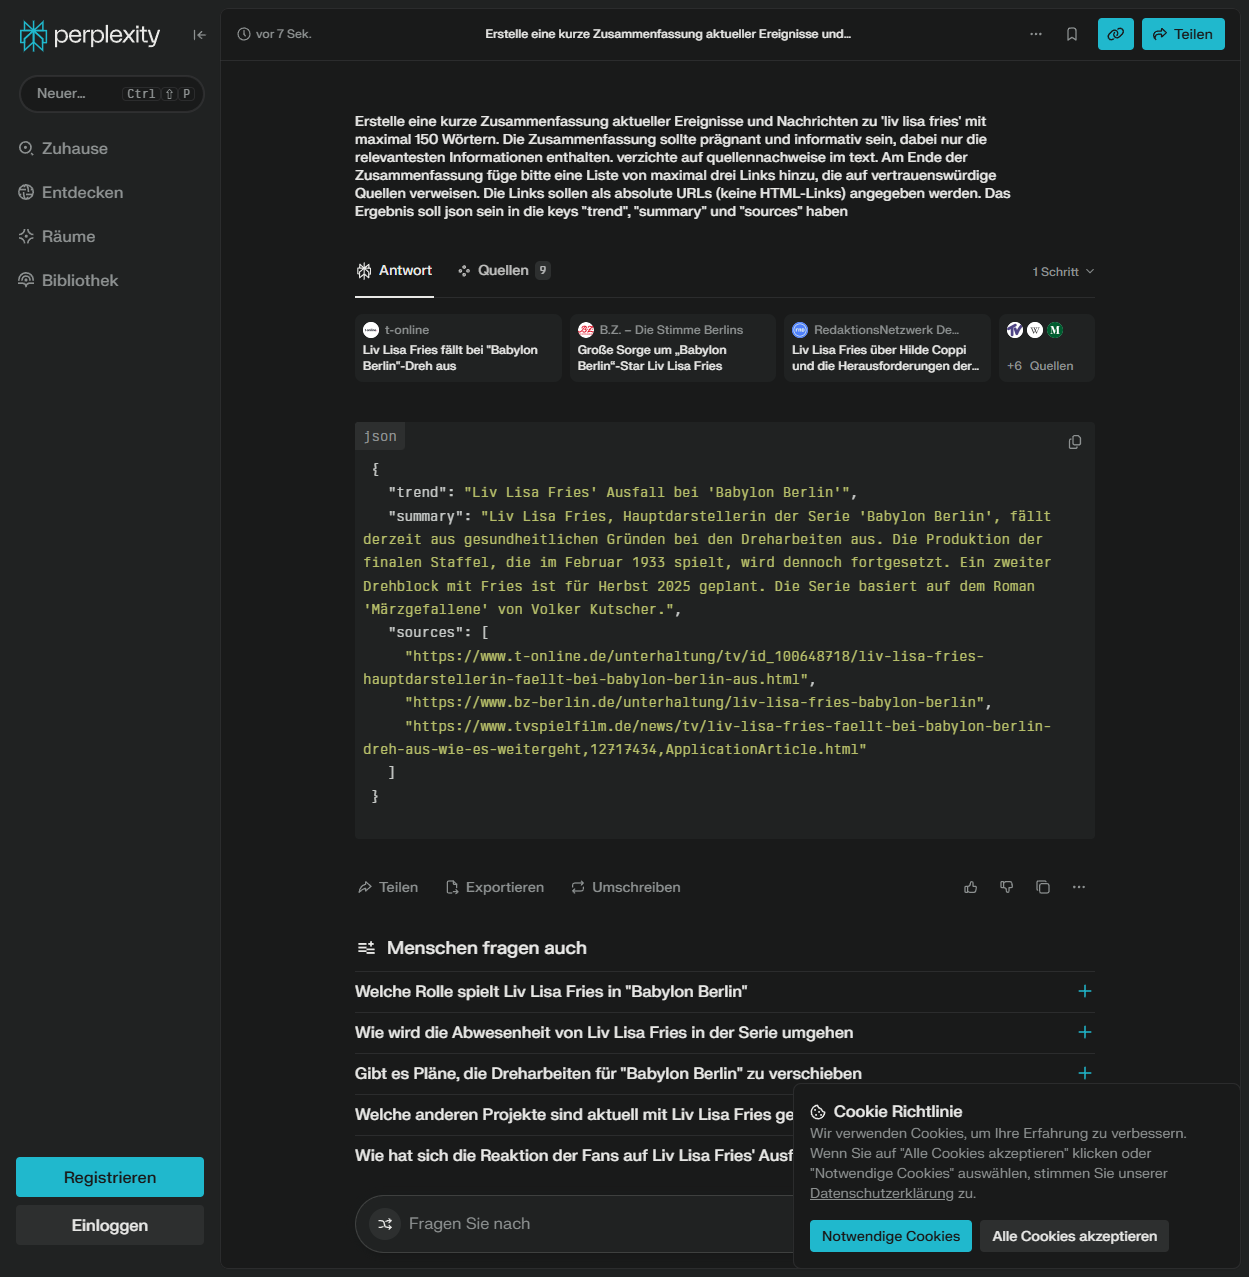 perplexity
Neuer... Ctrl ⇧ P
Zuhause
Entdecken
Räume
Bibliothek
Registrieren
Einloggen
vor 7 Sek.
Erstelle eine kurze Zusammenfassung aktueller Ereignisse und...
Teilen
Erstelle eine kurze Zusammenfassung aktueller Ereignisse und Nachrichten zu 'liv lisa fries' mit
maximal 150 Wörtern. Die Zusammenfassung sollte prägnant und informativ sein, dabei nur die
relevantesten Informationen enthalten. verzichte auf quellennachweise im text. Am Ende der
Zusammenfassung füge bitte eine Liste von maximal drei Links hinzu, die auf vertrauenswürdige
Quellen verweisen. Die Links sollen als absolute URLs (keine HTML-Links) angegeben werden. Das
Ergebnis soll json sein in die keys "trend", "summary" und "sources" haben
Antwort
Quellen 9
1 Schritt
t-online
Liv Lisa Fries fällt bei "Babylon
Berlin"-Dreh aus
B.Z. – Die Stimme Berlins
Große Sorge um „Babylon
Berlin“-Star Liv Lisa Fries
RedaktionsNetzwerk De...
Liv Lisa Fries über Hilde Coppi
und die Herausforderungen der...
+6 Quellen
json
{
"trend": "Liv Lisa Fries' Ausfall bei 'Babylon Berlin'",
"summary": "Liv Lisa Fries, Hauptdarstellerin der Serie 'Babylon Berlin', fällt
derzeit aus gesundheitlichen Gründen bei den Dreharbeiten aus. Die Produktion der
finalen Staffel, die im Februar 1933 spielt, wird dennoch fortgesetzt. Ein zweiter
Drehblock mit Fries ist für Herbst 2025 geplant. Die Serie basiert auf dem Roman
'Märzgefallene' von Volker Kutscher.",
"sources": [
"https://www.t-online.de/unterhaltung/tv/id_100648718/liv-lisa-fries-
hauptdarstellerin-faellt-bei-babylon-berlin-aus.html",
"https://www.bz-berlin.de/unterhaltung/liv-lisa-fries-babylon-berlin",
"https://www.tvspielfilm.de/news/tv/liv-lisa-fries-faellt-bei-babylon-berlin-
dreh-aus-wie-es-weitergeht,12717434,ApplicationArticle.html"
]
}
Teilen
Exportieren
Umschreiben
Menschen fragen auch
Welche Rolle spielt Liv Lisa Fries in "Babylon Berlin"
Wie wird die Abwesenheit von Liv Lisa Fries in der Serie umgehen
Gibt es Pläne, die Dreharbeiten für "Babylon Berlin" zu verschieben
Welche anderen Projekte sind aktuell mit Liv Lisa Fries ge
Wie hat sich die Reaktion der Fans auf Liv Lisa Fries' Ausf
Fragen Sie nach
Cookie Richtlinie
Wir verwenden Cookies, um Ihre Erfahrung zu verbessern.
Wenn Sie auf "Alle Cookies akzeptieren" klicken oder
"Notwendige Cookies" auswählen, stimmen Sie unserer
Datenschutzerklärung zu.
Notwendige Cookies
Alle Cookies akzeptieren